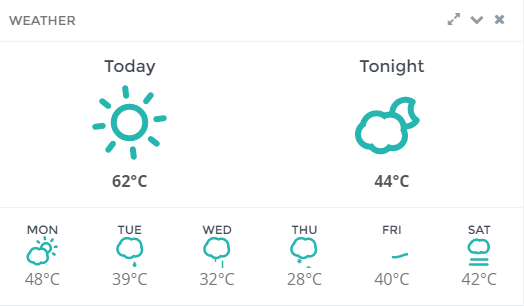 WEATHER
Today Tonight
62°C 44°C
MON TUE WED THU FRI SAT
48°C 39°C 32°C 28°C 40°C 42°C